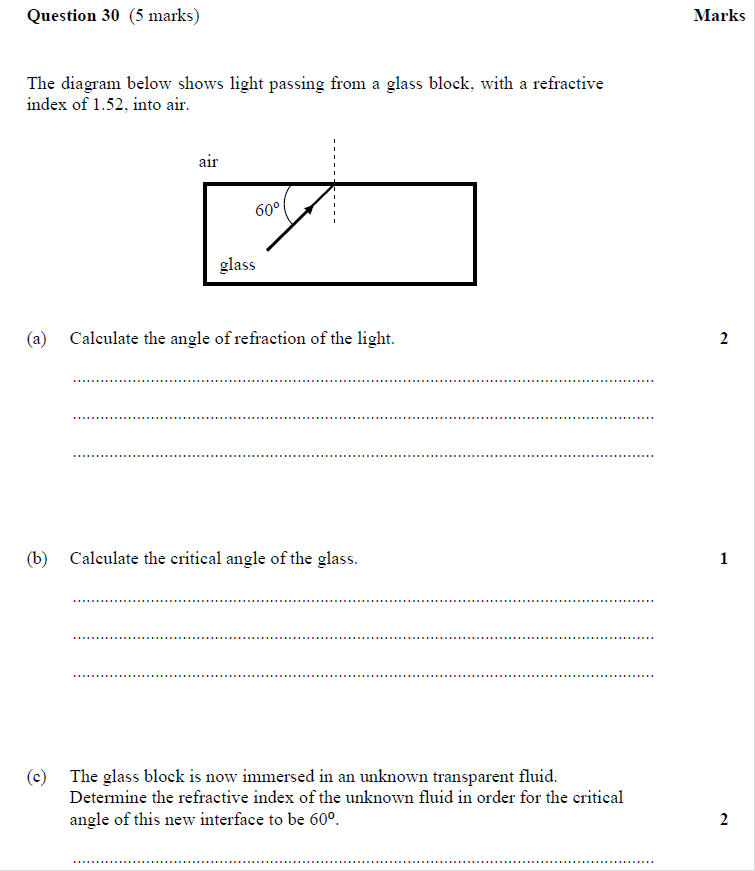 Question 30 (5 marks) Marks
The diagram below shows light passing from a glass block, with a refractive
index of 1.52, into air.
air
60⁰
glass
(a) Calculate the angle of refraction of the light. 2
(b) Calculate the critical angle of the glass. 1
(c) The glass block is now immersed in an unknown transparent fluid.
Determine the refractive index of the unknown fluid in order for the critical
angle of this new interface to be 60⁰. 2